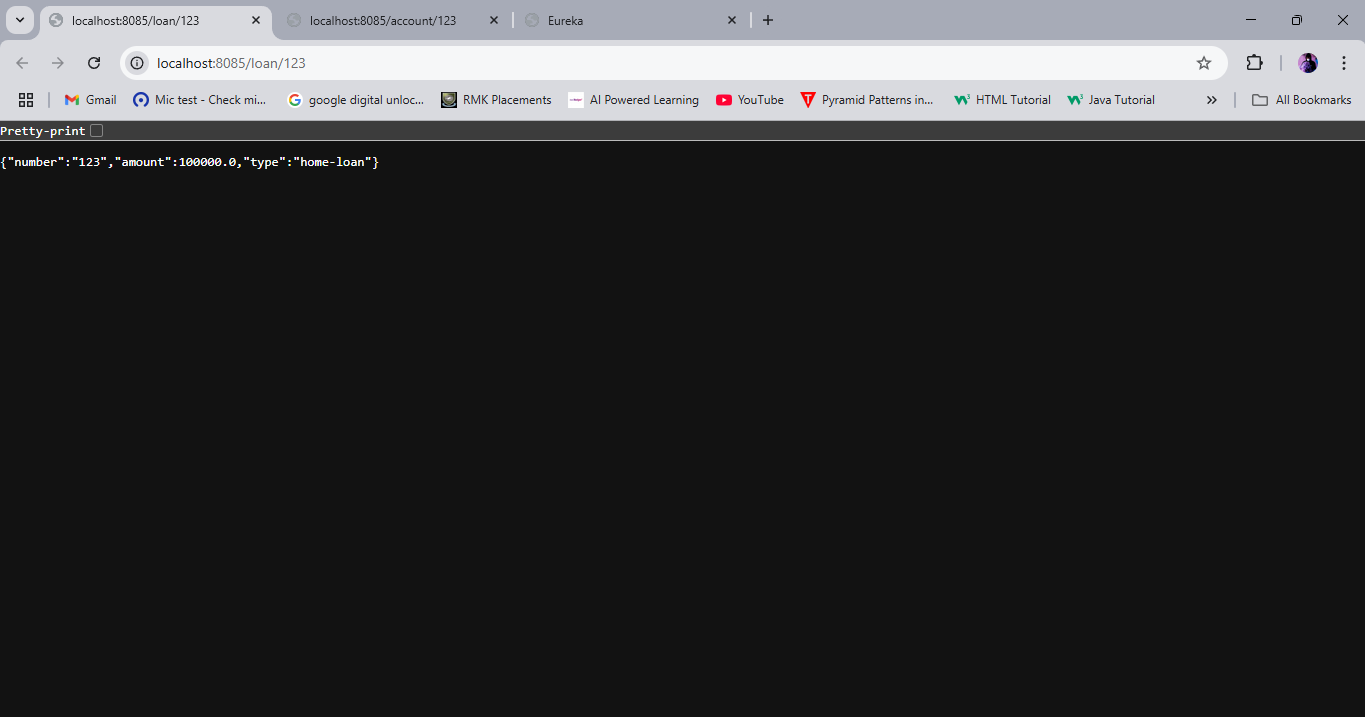 localhost:8085/loan/123
localhost:8085/account/123
Eureka
localhost:8085/loan/123
Gmail
Mic test - Check mi...
google digital unloc...
RMK Placements
AI Powered Learning
YouTube
Pyramid Patterns in...
HTML Tutorial
Java Tutorial
All Bookmarks
Pretty-print
{"number":"123","amount":100000.0,"type":"home-loan"}